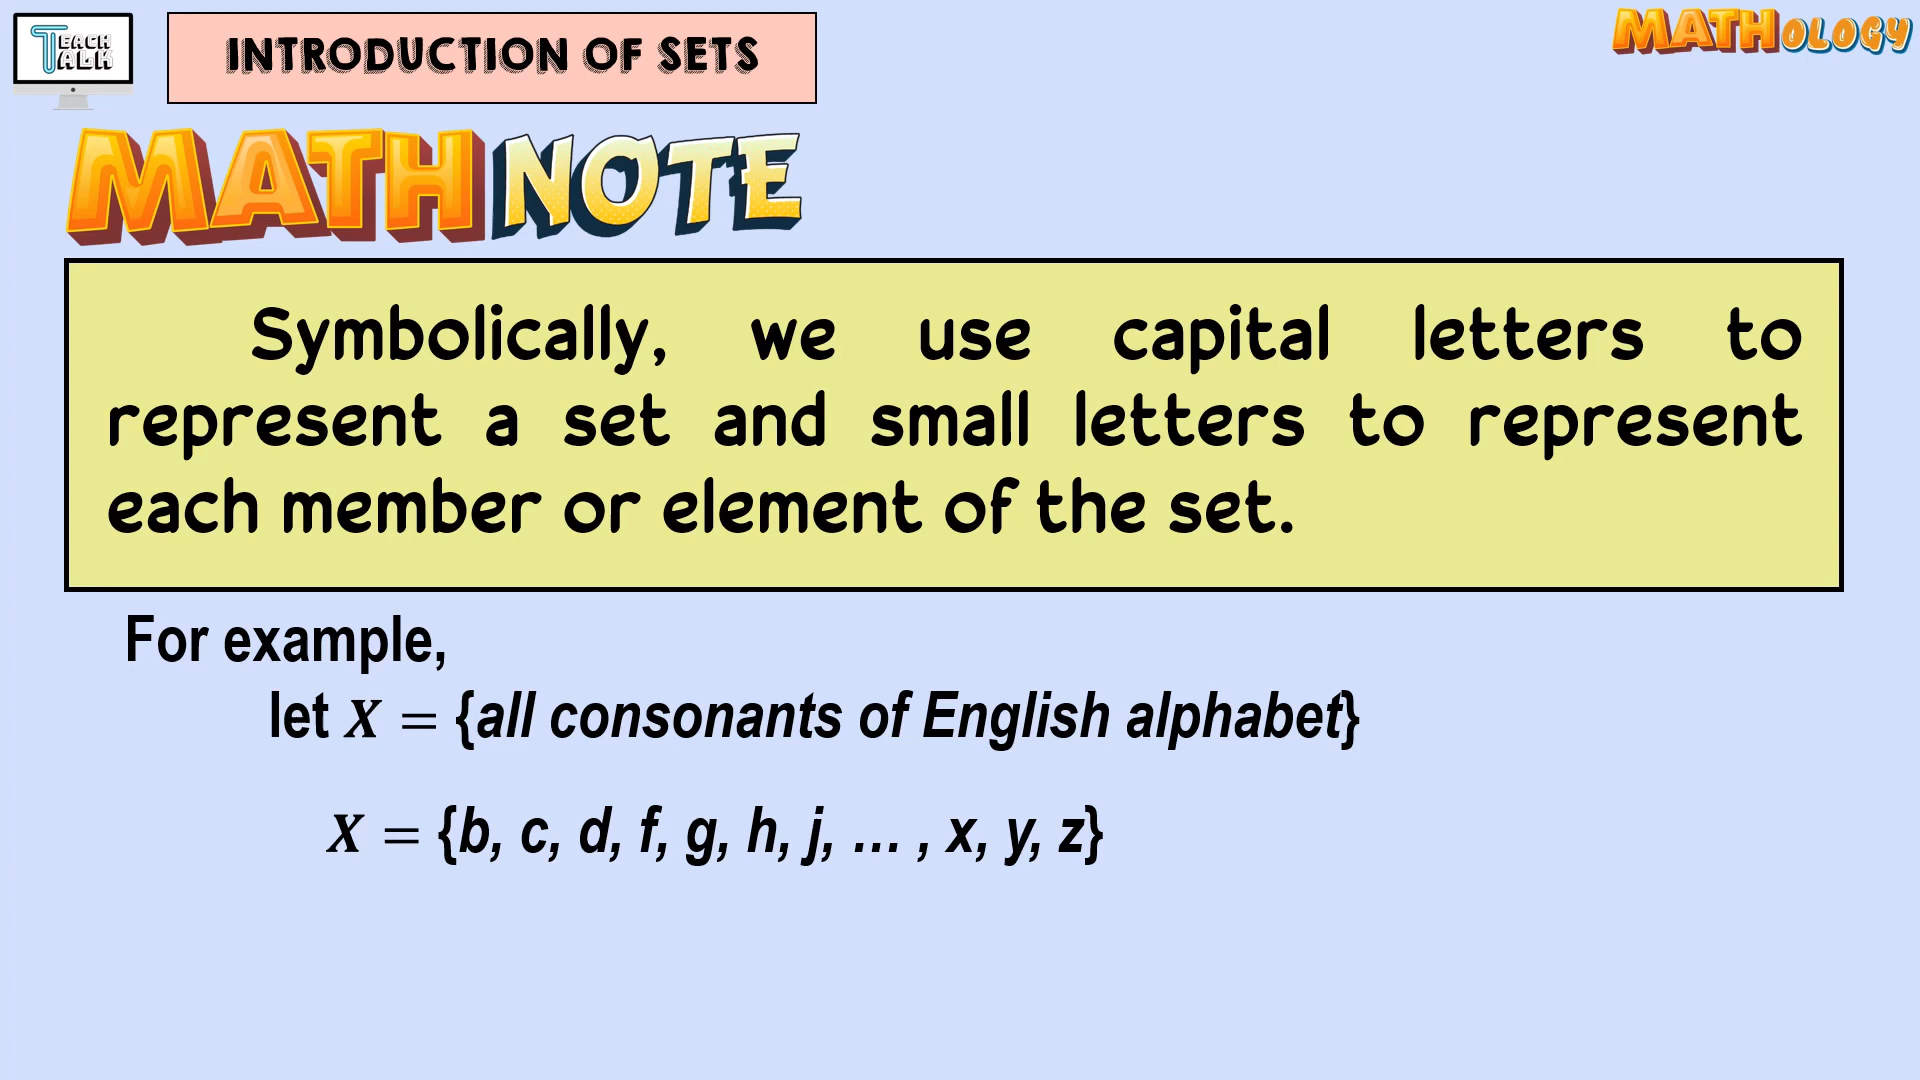 TEACH
TALK
INTRODUCTION OF SETS
MATHOLOGY
MATH NOTE
Symbolically, we use capital letters to
represent a set and small letters to represent
each member or element of the set.
For example,
let X = {all consonants of English alphabet}
X = {b, c, d, f, g, h, j, … , x, y, z}